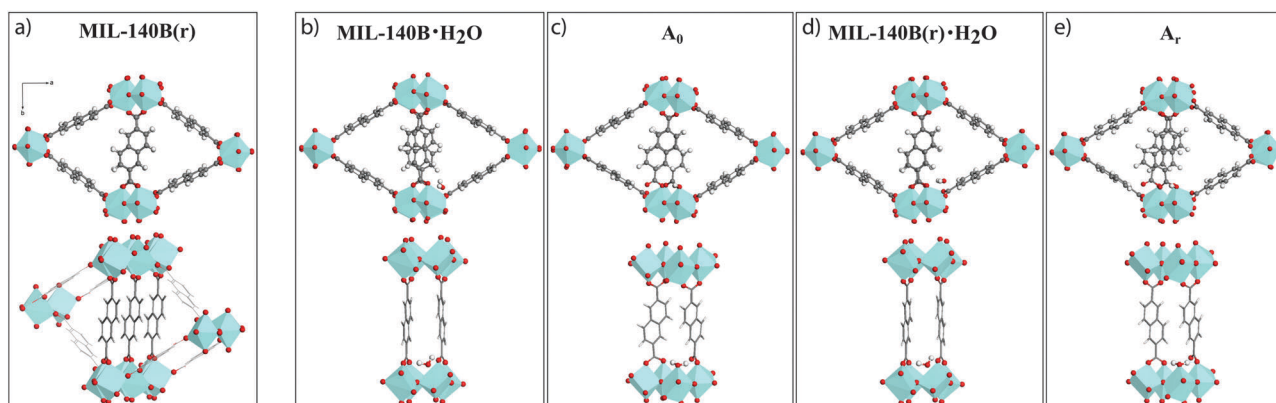 a) MIL-140B(r)
a
b
b) MIL-140B·H2O
c) A₀
d) MIL-140B(r)·H2O
e) Aᵣ